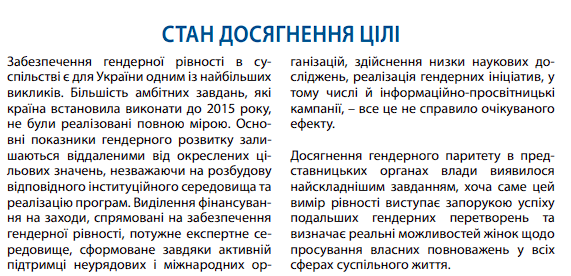 СТАН ДОСЯГНЕННЯ ЦІЛІ
Забезпечення гендерної рівності в су-
спільстві є для України одним із найбільших
викликів. Більшість амбітних завдань, які
країна встановила виконати до 2015 року,
не були реалізовані повною мірою. Осно-
вні показники гендерного розвитку зали-
шаються віддаленими від окреслених ці-
льових значень, незважаючи на розбудову
відповідного інституційного середовища та
реалізацію програм. Виділення фінансуван-
ня на заходи, спрямовані на забезпечення
гендерної рівності, потужне експертне се-
редовище, сформоване завдяки активній
підтримці неурядових і міжнародних ор-
ганізацій, здійснення низки наукових до-
сліджень, реалізація гендерних ініціатив, у
тому числі й інформаційно-просвітницькі
кампанії, – все це не справило очікуваного
ефекту.
Досягнення гендерного паритету в пред-
ставницьких органах влади виявилося
найскладнішим завданням, хоча саме цей
вимір рівності виступає запорукою успіху
подальших гендерних перетворень та
визначає реальні можливостей жінок щодо
просування власних повноважень у всіх
сферах суспільного життя.